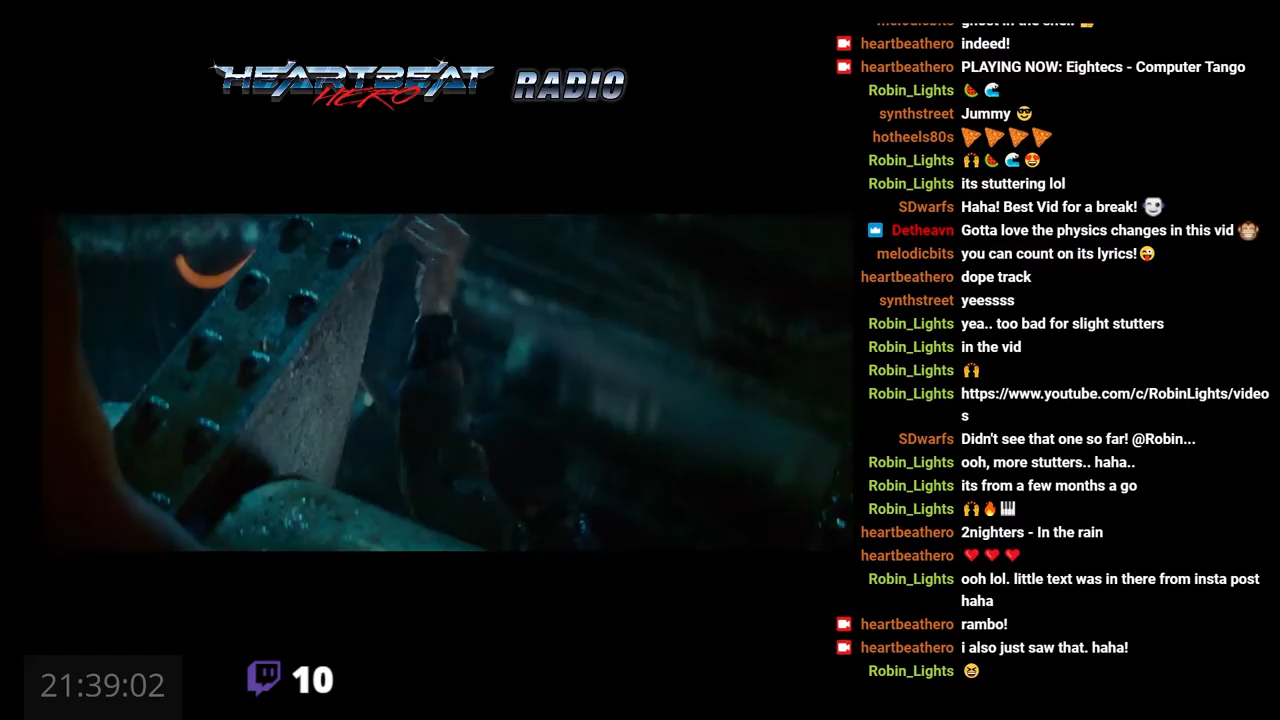 HEARTBEAT
HERO
RADIO
heartbeathero indeed!
heartbeathero PLAYING NOW: Eightecs - Computer Tango
Robin_Lights 🍉 🌊
synthstreet Jummy 😎
hotheels80s 🍕🍕🍕🍕
Robin_Lights 🙌 🍉 🌊 😍
Robin_Lights its stuttering lol
SDwarfs Haha! Best Vid for a break!
Detheavn Gotta love the physics changes in this vid
melodicbits you can count on its lyrics!😜
heartbeathero dope track
synthstreet yeessss
Robin_Lights yea.. too bad for slight stutters
Robin_Lights in the vid
Robin_Lights 🙌
Robin_Lights https://www.youtube.com/c/RobinLights/video
s
SDwarfs Didn't see that one so far! @Robin...
Robin_Lights ooh, more stutters.. haha..
Robin_Lights its from a few months a go
Robin_Lights 🙌🔥🎹
heartbeathero 2nighters - In the rain
heartbeathero ❤️ ❤️ ❤️
Robin_Lights ooh lol. little text was in there from insta post
haha
heartbeathero rambo!
heartbeathero i also just saw that. haha!
Robin_Lights 😆
21:39:02
10